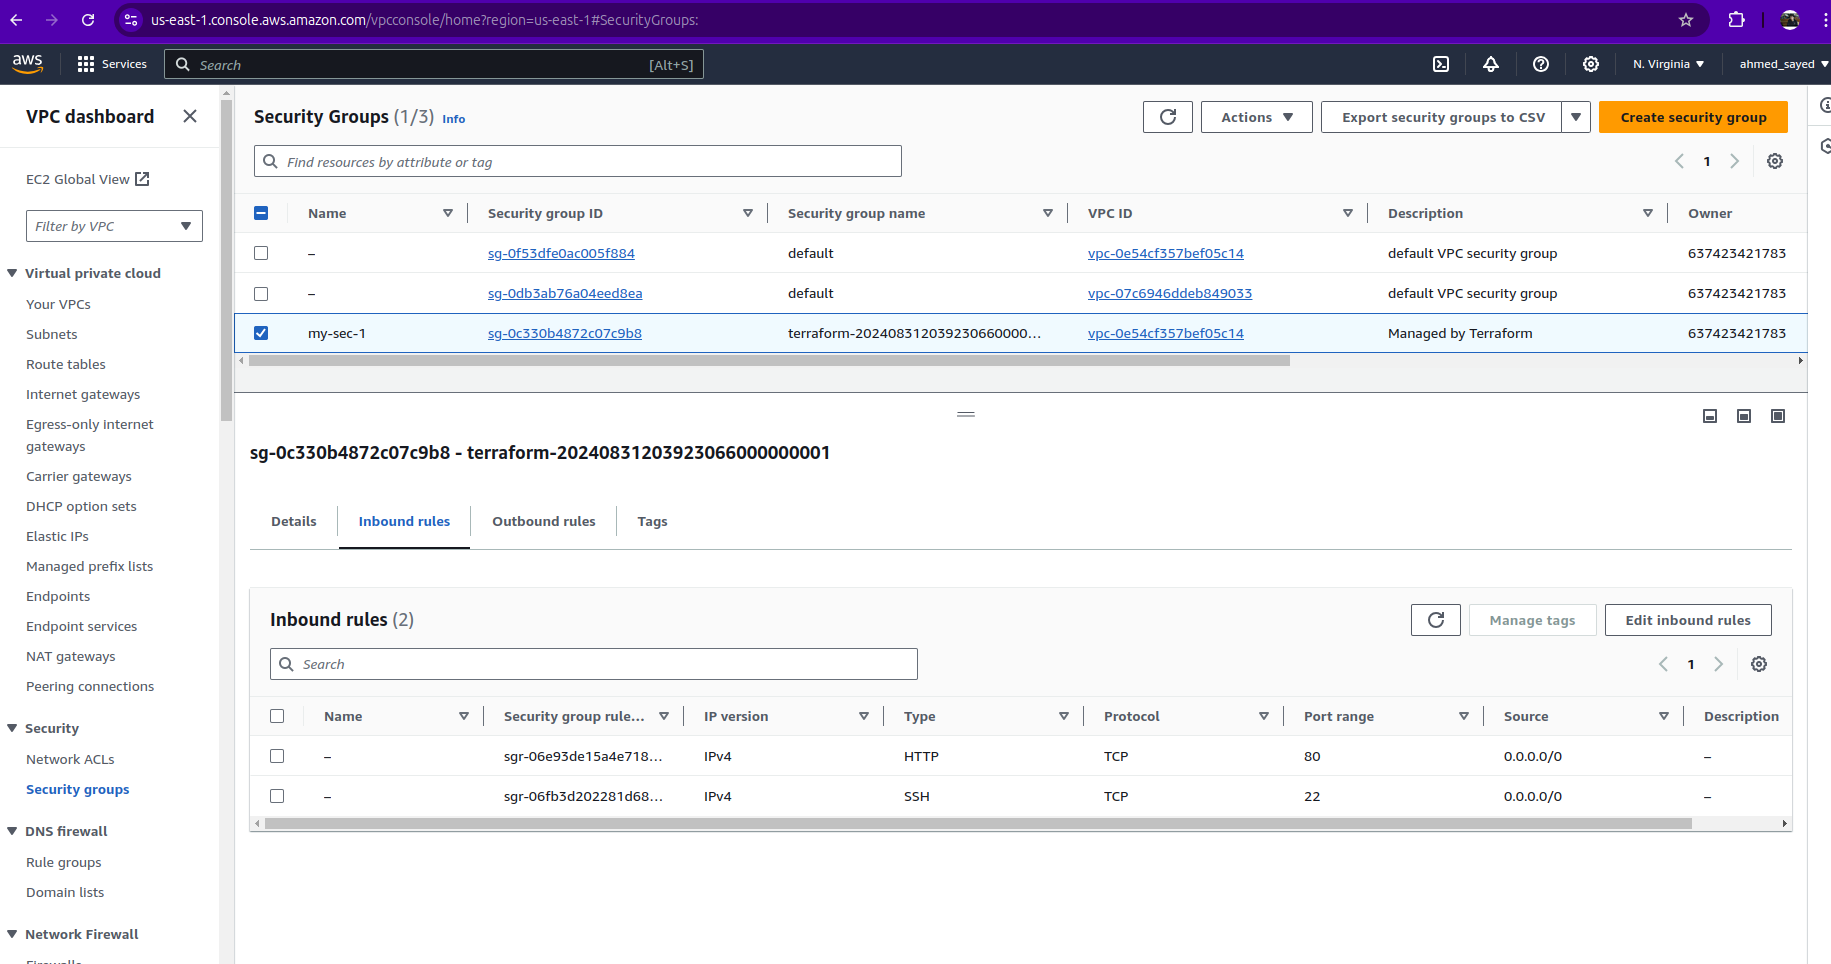 us-east-1.console.aws.amazon.com/vpcconsole/home?region=us-east-1#SecurityGroups:
aws Services Search [Alt+S] N. Virginia ahmed_sayed
VPC dashboard
EC2 Global View
Filter by VPC
Virtual private cloud
Your VPCs
Subnets
Route tables
Internet gateways
Egress-only internet
gateways
Carrier gateways
DHCP option sets
Elastic IPs
Managed prefix lists
Endpoints
Endpoint services
NAT gateways
Peering connections
Security
Network ACLs
Security groups
DNS firewall
Rule groups
Domain lists
Network Firewall
Firewalls
Security Groups (1/3) Info
Actions Export security groups to CSV Create security group
Find resources by attribute or tag
1
Name Security group ID Security group name VPC ID Description Owner
– sg-0f53dfe0ac005f884 default vpc-0e54cf357bef05c14 default VPC security group 637423421783
– sg-0db3ab76a04eed8ea default vpc-07c6946ddeb849033 default VPC security group 637423421783
my-sec-1 sg-0c330b4872c07c9b8 terraform-202408312039230660000... vpc-0e54cf357bef05c14 Managed by Terraform 637423421783
sg-0c330b4872c07c9b8 - terraform-20240831203923066000000001
Details Inbound rules Outbound rules Tags
Inbound rules (2)
Manage tags Edit inbound rules
Search
1
Name Security group rule... IP version Type Protocol Port range Source Description
– sgr-06e93de15a4e718... IPv4 HTTP TCP 80 0.0.0.0/0 –
– sgr-06fb3d202281d68... IPv4 SSH TCP 22 0.0.0.0/0 –